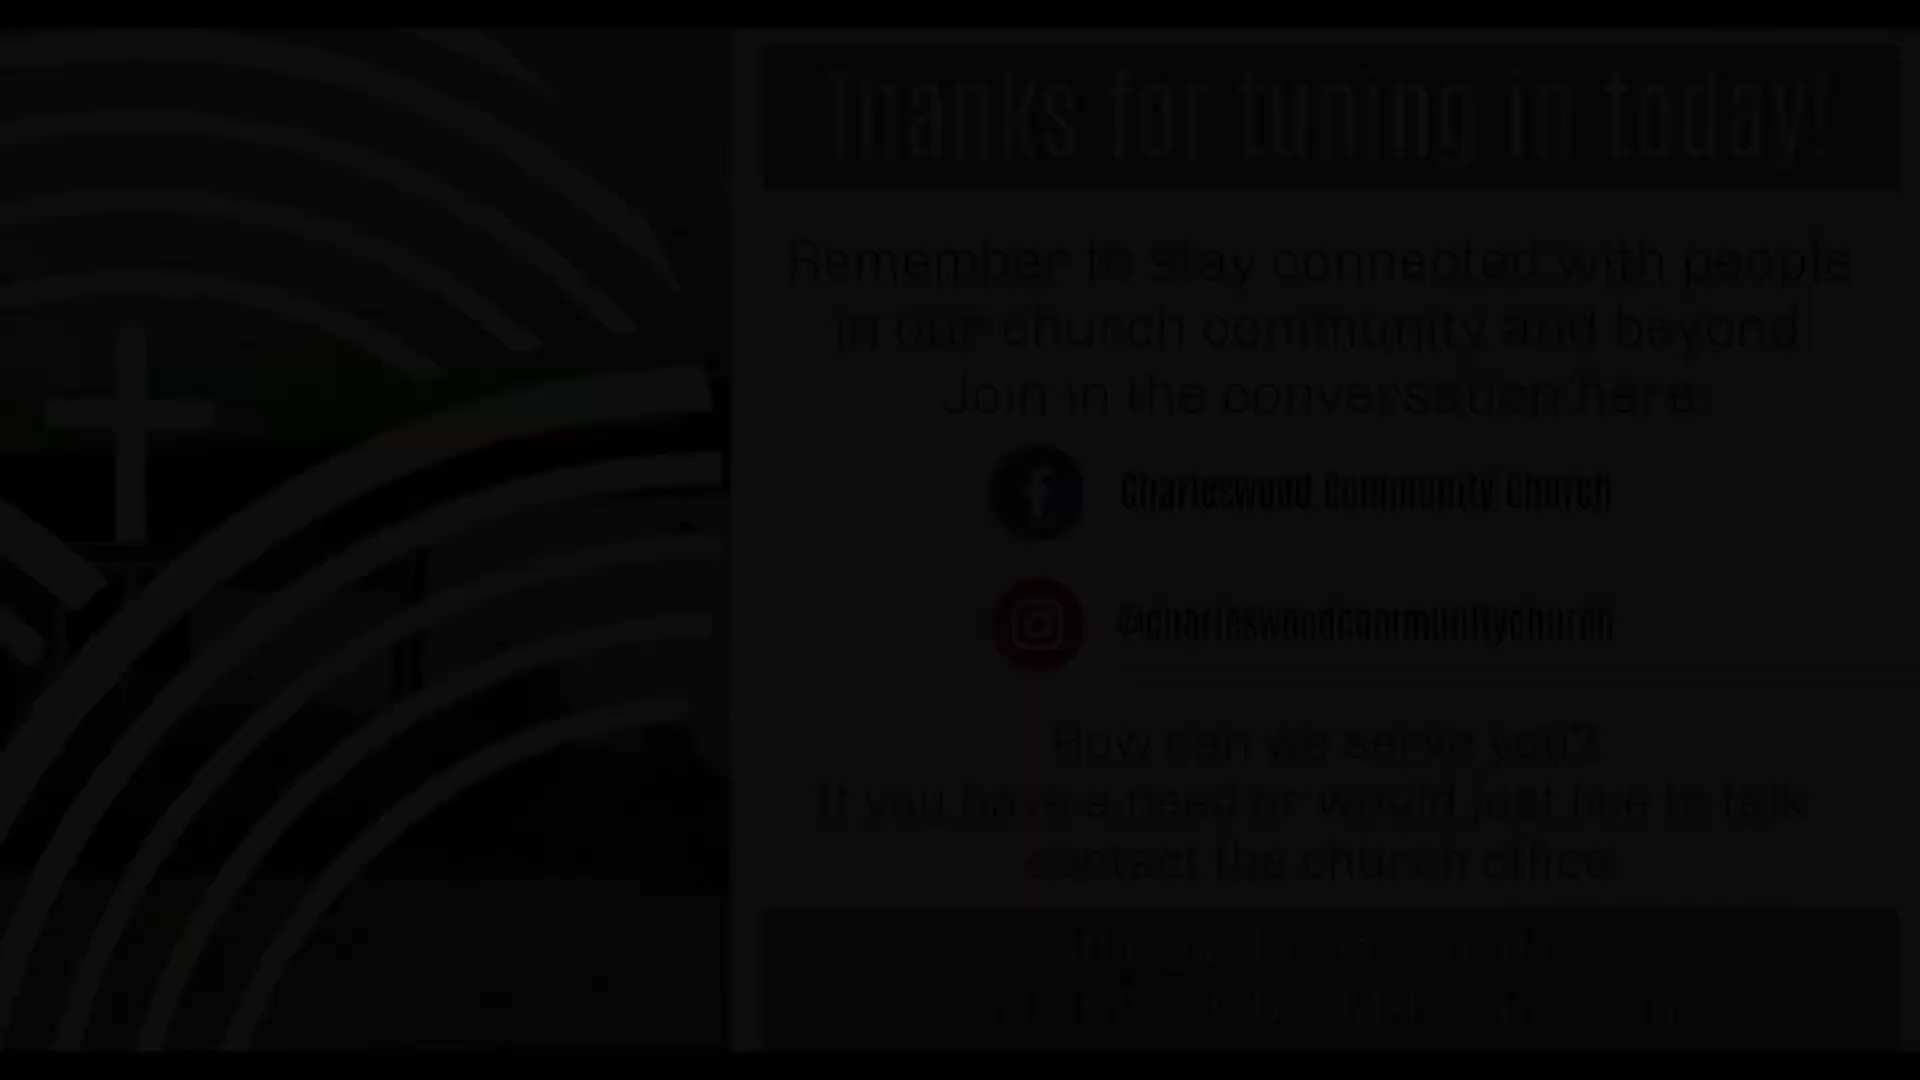 Thanks for tuning in today!
Remember to stay connected with people
in our church community and beyond
Join in the conversation here
Charleswood Community Church
@charleswoodcommunitychurch
How can we serve you?
If you have a need or would just like to talk
contact the church office